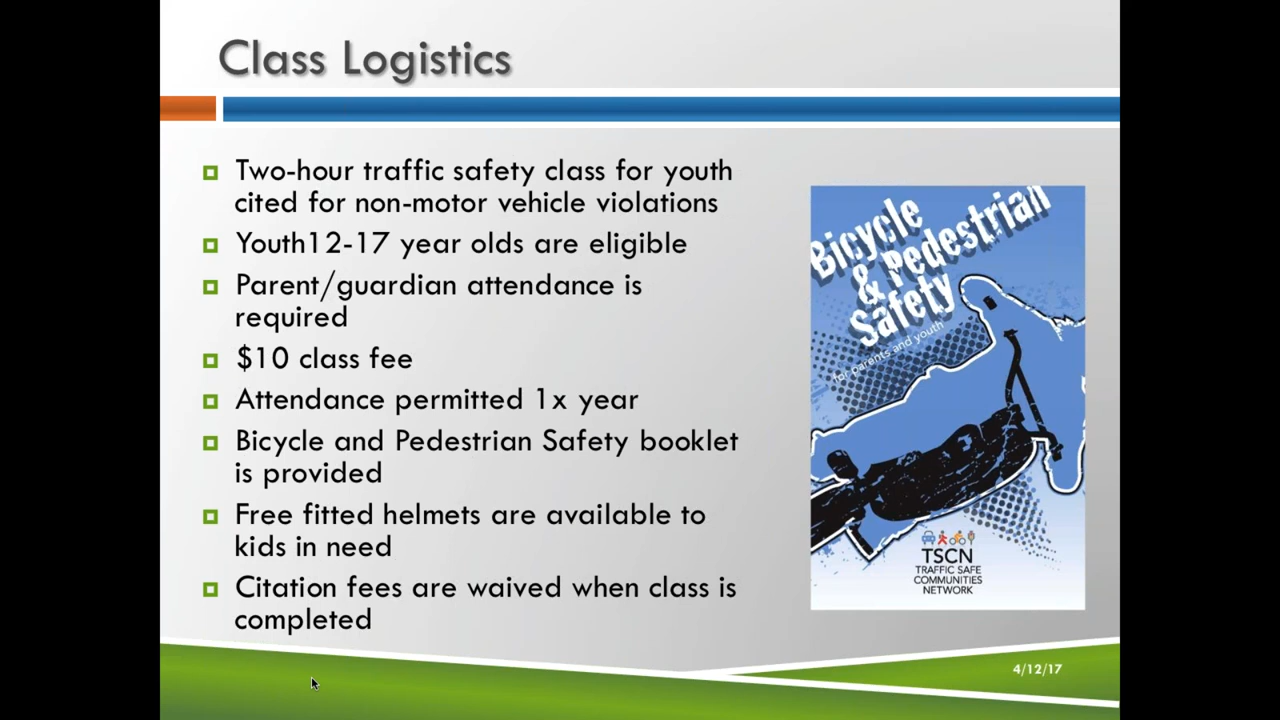 Class Logistics
Two-hour traffic safety class for youth
cited for non-motor vehicle violations
Youth12-17 year olds are eligible
Parent/guardian attendance is
required
$10 class fee
Attendance permitted 1x year
Bicycle and Pedestrian Safety booklet
is provided
Free fitted helmets are available to
kids in need
Citation fees are waived when class is
completed
Bicycle
& Pedestrian
Safety
for parents and youth
TSCN
TRAFFIC SAFE
COMMUNITIES
NETWORK
4/12/17